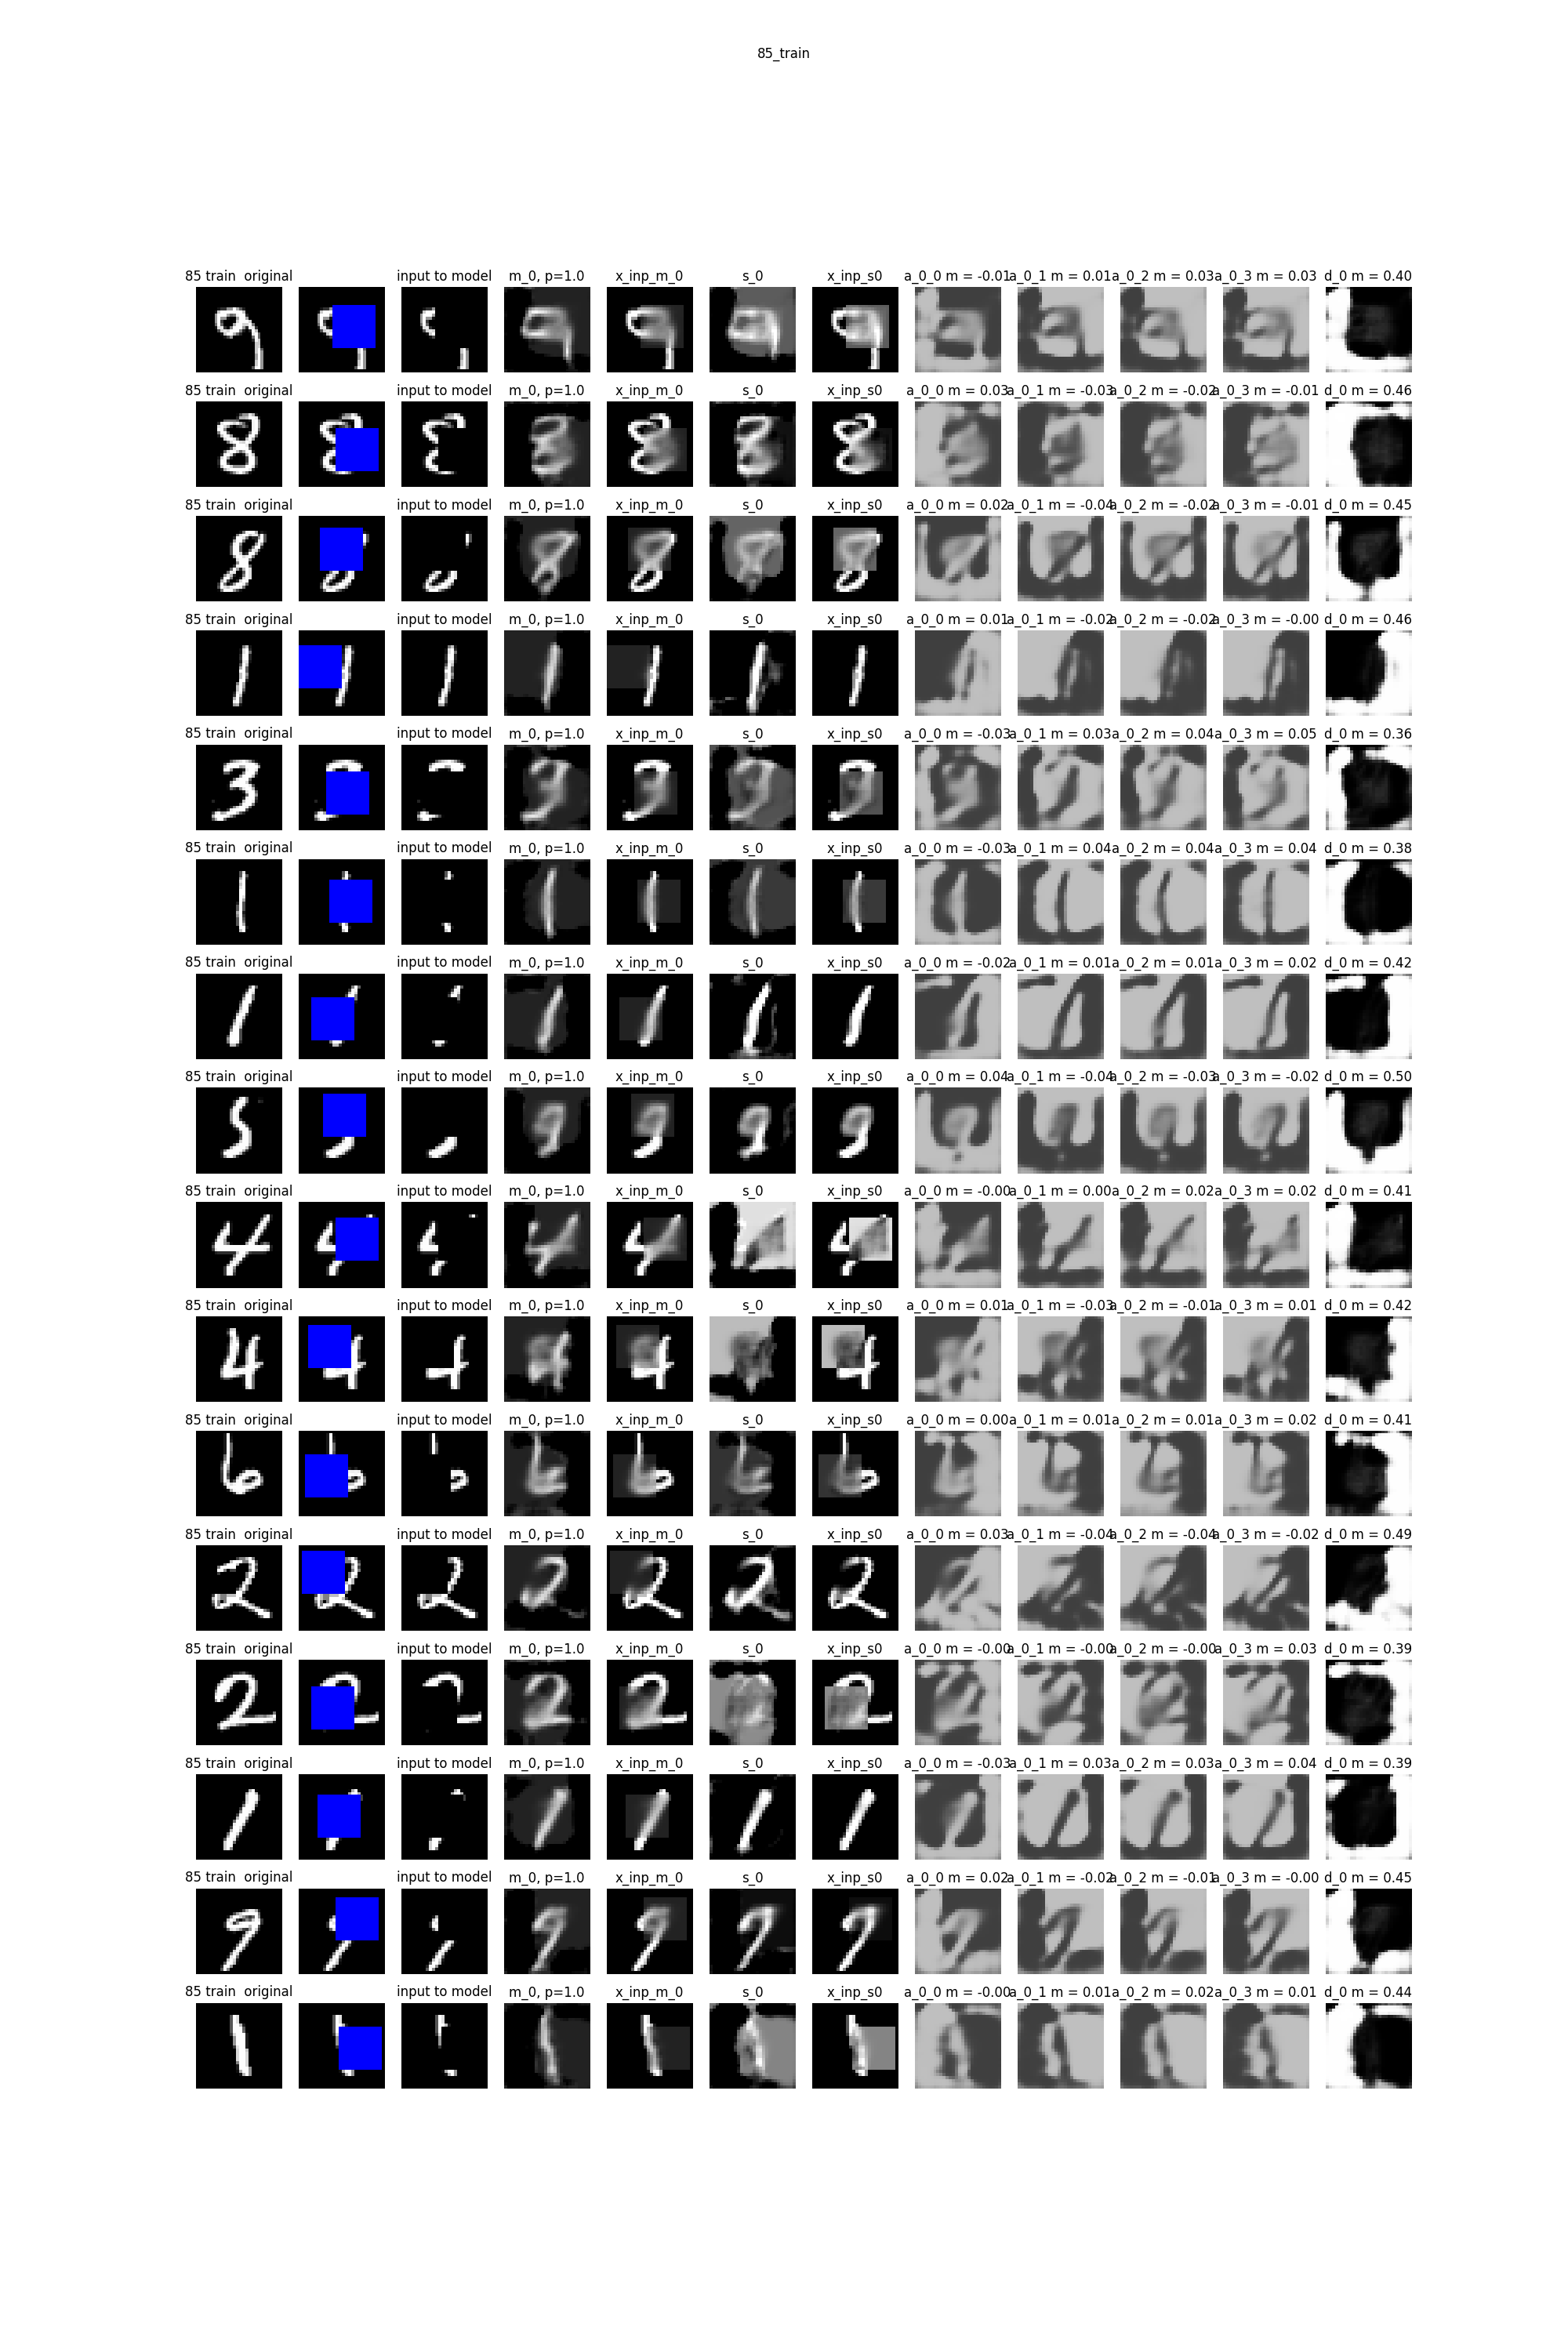 85_train
85 train original input to model m_0, p=1.0 x_inp_m_0 s_0 x_inp_s0 a_0_0 m = -0.01 a_0_1 m = 0.01 a_0_2 m = 0.03 a_0_3 m = 0.03 d_0 m = 0.40
85 train original input to model m_0, p=1.0 x_inp_m_0 s_0 x_inp_s0 a_0_0 m = 0.03 a_0_1 m = -0.03 a_0_2 m = -0.02 a_0_3 m = -0.01 d_0 m = 0.46
85 train original input to model m_0, p=1.0 x_inp_m_0 s_0 x_inp_s0 a_0_0 m = 0.02 a_0_1 m = -0.04 a_0_2 m = -0.02 a_0_3 m = -0.01 d_0 m = 0.45
85 train original input to model m_0, p=1.0 x_inp_m_0 s_0 x_inp_s0 a_0_0 m = 0.01 a_0_1 m = -0.02 a_0_2 m = -0.02 a_0_3 m = -0.00 d_0 m = 0.46
85 train original input to model m_0, p=1.0 x_inp_m_0 s_0 x_inp_s0 a_0_0 m = -0.03 a_0_1 m = 0.03 a_0_2 m = 0.04 a_0_3 m = 0.05 d_0 m = 0.36
85 train original input to model m_0, p=1.0 x_inp_m_0 s_0 x_inp_s0 a_0_0 m = -0.03 a_0_1 m = 0.04 a_0_2 m = 0.04 a_0_3 m = 0.04 d_0 m = 0.38
85 train original input to model m_0, p=1.0 x_inp_m_0 s_0 x_inp_s0 a_0_0 m = -0.02 a_0_1 m = 0.01 a_0_2 m = 0.01 a_0_3 m = 0.02 d_0 m = 0.42
85 train original input to model m_0, p=1.0 x_inp_m_0 s_0 x_inp_s0 a_0_0 m = 0.04 a_0_1 m = -0.04 a_0_2 m = -0.03 a_0_3 m = -0.02 d_0 m = 0.50
85 train original input to model m_0, p=1.0 x_inp_m_0 s_0 x_inp_s0 a_0_0 m = -0.00 a_0_1 m = 0.00 a_0_2 m = 0.02 a_0_3 m = 0.02 d_0 m = 0.41
85 train original input to model m_0, p=1.0 x_inp_m_0 s_0 x_inp_s0 a_0_0 m = 0.01 a_0_1 m = -0.03 a_0_2 m = -0.01 a_0_3 m = 0.01 d_0 m = 0.42
85 train original input to model m_0, p=1.0 x_inp_m_0 s_0 x_inp_s0 a_0_0 m = 0.00 a_0_1 m = 0.01 a_0_2 m = 0.01 a_0_3 m = 0.02 d_0 m = 0.41
85 train original input to model m_0, p=1.0 x_inp_m_0 s_0 x_inp_s0 a_0_0 m = 0.03 a_0_1 m = -0.04 a_0_2 m = -0.04 a_0_3 m = -0.02 d_0 m = 0.49
85 train original input to model m_0, p=1.0 x_inp_m_0 s_0 x_inp_s0 a_0_0 m = -0.00 a_0_1 m = -0.00 a_0_2 m = -0.00 a_0_3 m = 0.03 d_0 m = 0.39
85 train original input to model m_0, p=1.0 x_inp_m_0 s_0 x_inp_s0 a_0_0 m = -0.03 a_0_1 m = 0.03 a_0_2 m = 0.03 a_0_3 m = 0.04 d_0 m = 0.39
85 train original input to model m_0, p=1.0 x_inp_m_0 s_0 x_inp_s0 a_0_0 m = 0.02 a_0_1 m = -0.02 a_0_2 m = -0.01 a_0_3 m = -0.00 d_0 m = 0.45
85 train original input to model m_0, p=1.0 x_inp_m_0 s_0 x_inp_s0 a_0_0 m = -0.00 a_0_1 m = 0.01 a_0_2 m = 0.02 a_0_3 m = 0.01 d_0 m = 0.44